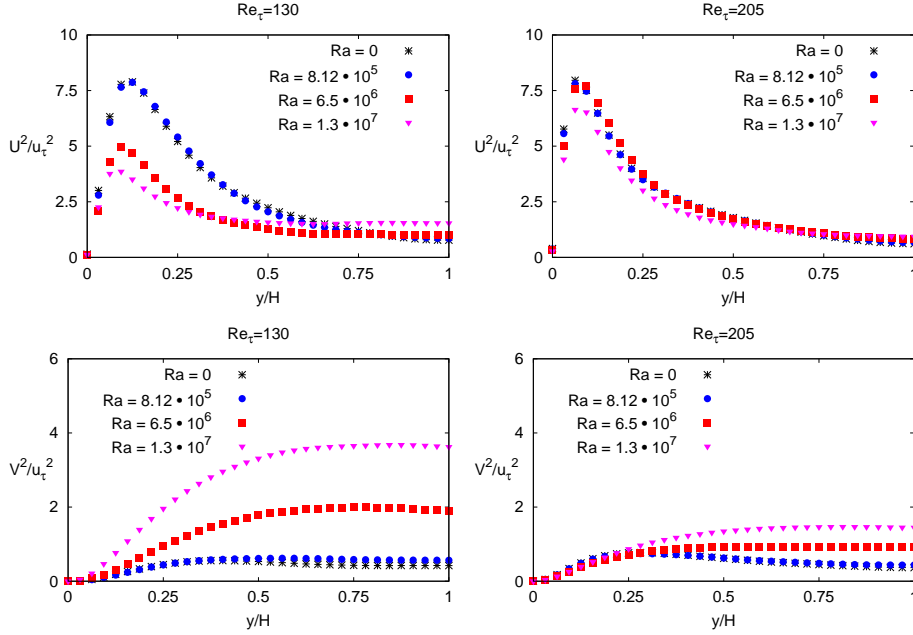 Re_τ=130
10
7.5
5
2.5
0
U²/u_τ²
Ra = 0
Ra = 8.12 • 10⁵
Ra = 6.5 • 10⁶
Ra = 1.3 • 10⁷
0 0.25 0.5 0.75 1
y/H
Re_τ=205
10
7.5
5
2.5
0
U²/u_τ²
Ra = 0
Ra = 8.12 • 10⁵
Ra = 6.5 • 10⁶
Ra = 1.3 • 10⁷
0 0.25 0.5 0.75 1
y/H
Re_τ=130
6
4
2
0
V²/u_τ²
Ra = 0
Ra = 8.12 • 10⁵
Ra = 6.5 • 10⁶
Ra = 1.3 • 10⁷
0 0.25 0.5 0.75 1
y/H
Re_τ=205
6
4
2
0
V²/u_τ²
Ra = 0
Ra = 8.12 • 10⁵
Ra = 6.5 • 10⁶
Ra = 1.3 • 10⁷
0 0.25 0.5 0.75 1
y/H